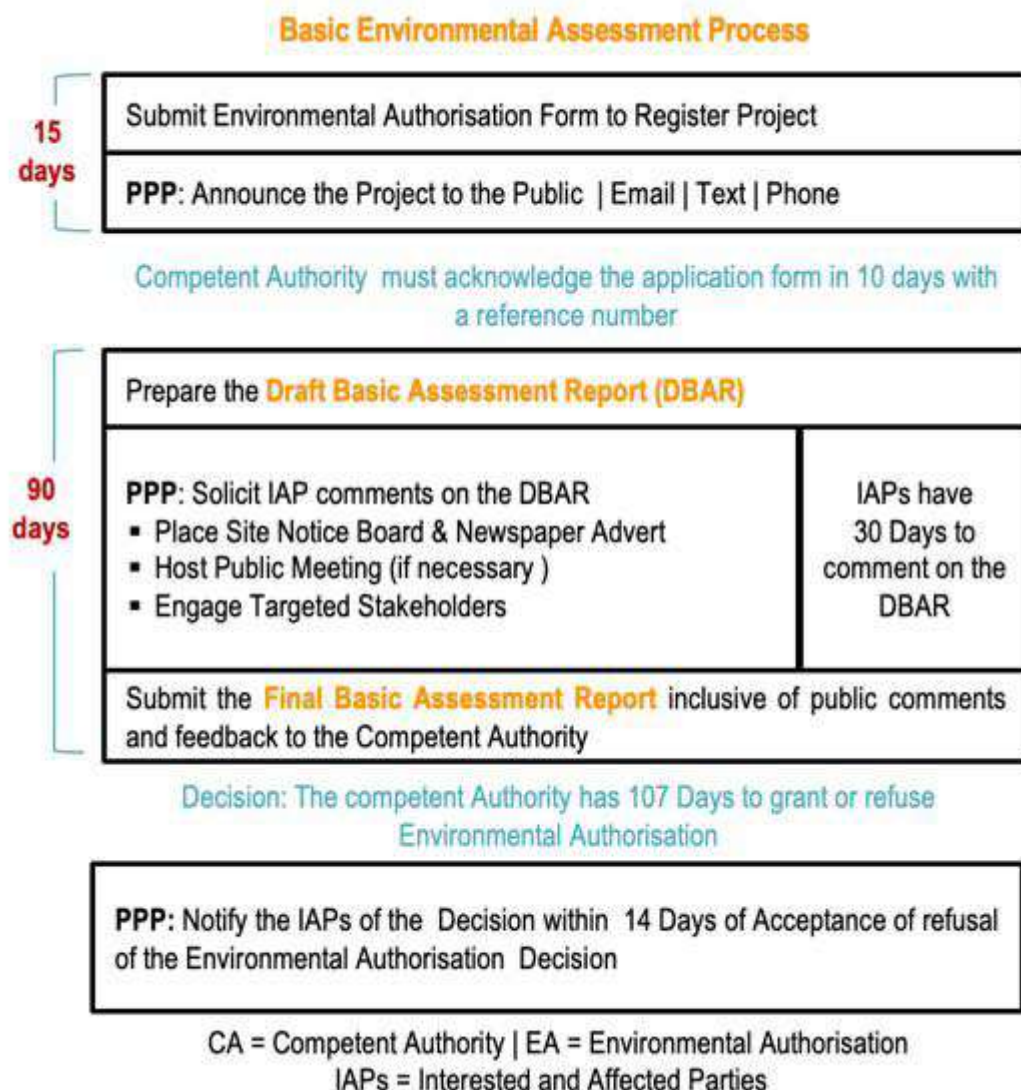 Basic Environmental Assessment Process
15
days
Submit Environmental Authorisation Form to Register Project
PPP: Announce the Project to the Public | Email | Text | Phone
Competent Authority must acknowledge the application form in 10 days with
a reference number
90
days
Prepare the Draft Basic Assessment Report (DBAR)
PPP: Solicit IAP comments on the DBAR
▪ Place Site Notice Board & Newspaper Advert
▪ Host Public Meeting (if necessary )
▪ Engage Targeted Stakeholders
IAPs have
30 Days to
comment on the
DBAR
Submit the Final Basic Assessment Report inclusive of public comments
and feedback to the Competent Authority
Decision: The competent Authority has 107 Days to grant or refuse
Environmental Authorisation
PPP: Notify the IAPs of the Decision within 14 Days of Acceptance of refusal
of the Environmental Authorisation Decision
CA = Competent Authority | EA = Environmental Authorisation
IAPs = Interested and Affected Parties